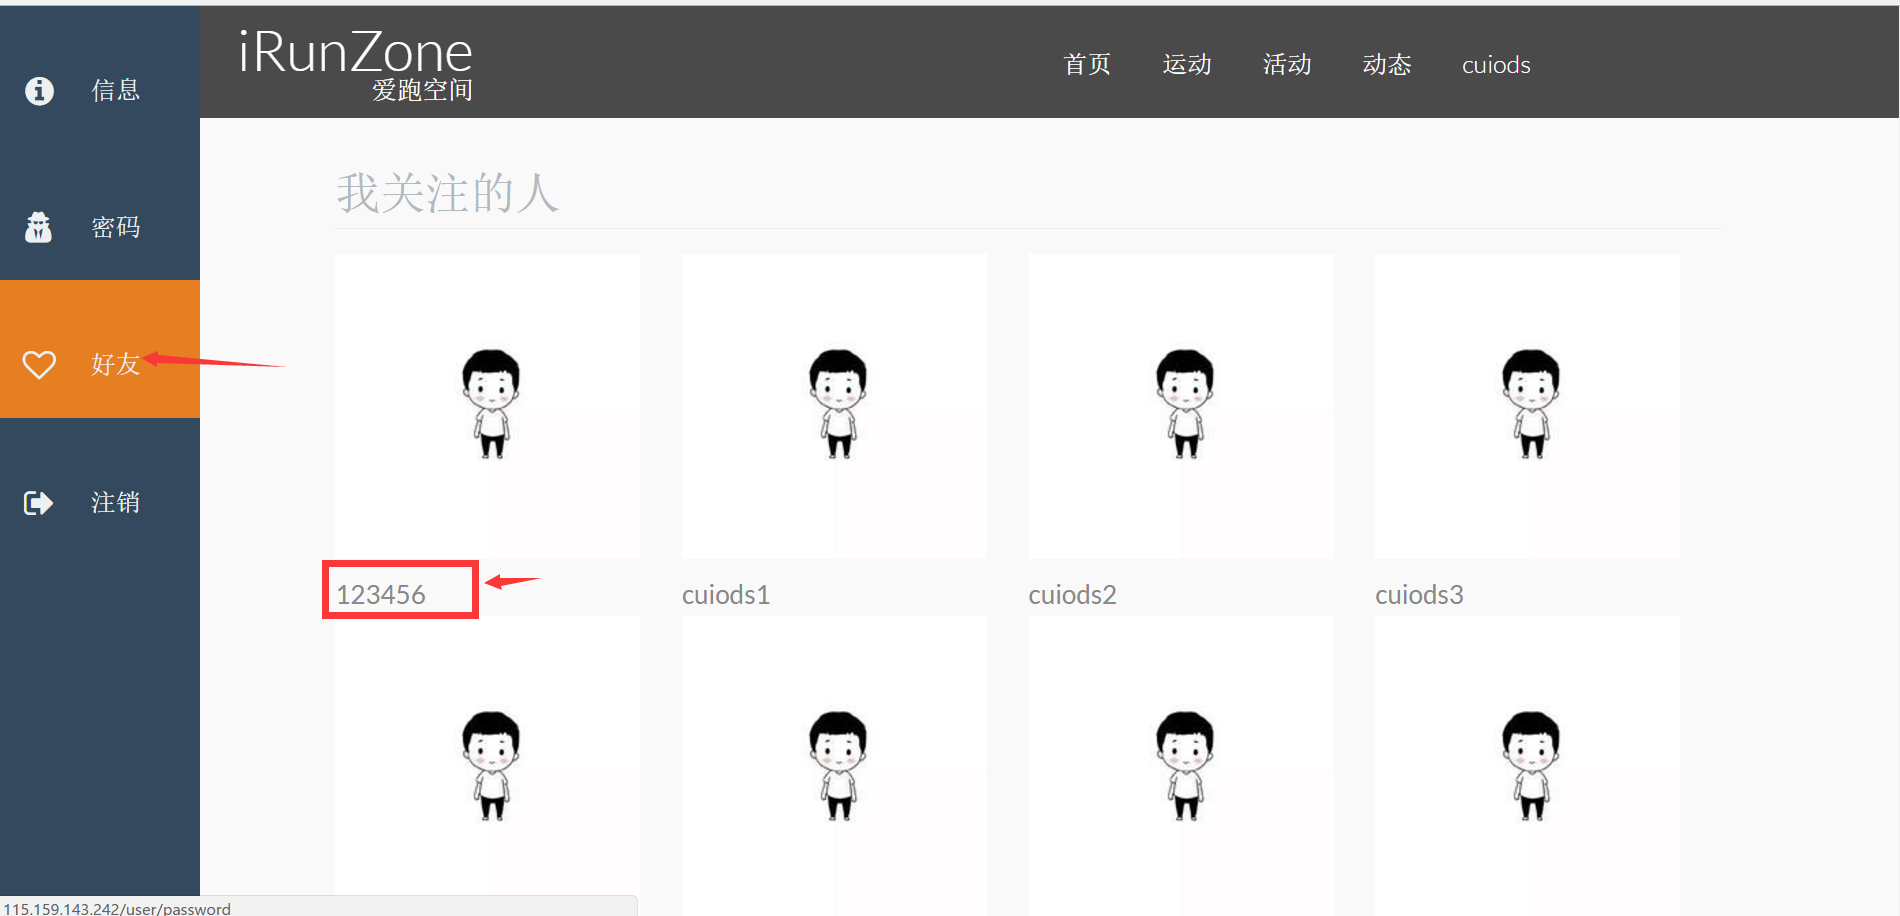 iRunZone
爱跑空间
首页 运动 活动 动态 cuiods
信息
密码
好友
注销
我关注的人
123456 cuiods1 cuiods2 cuiods3
115.159.143.242/user/password